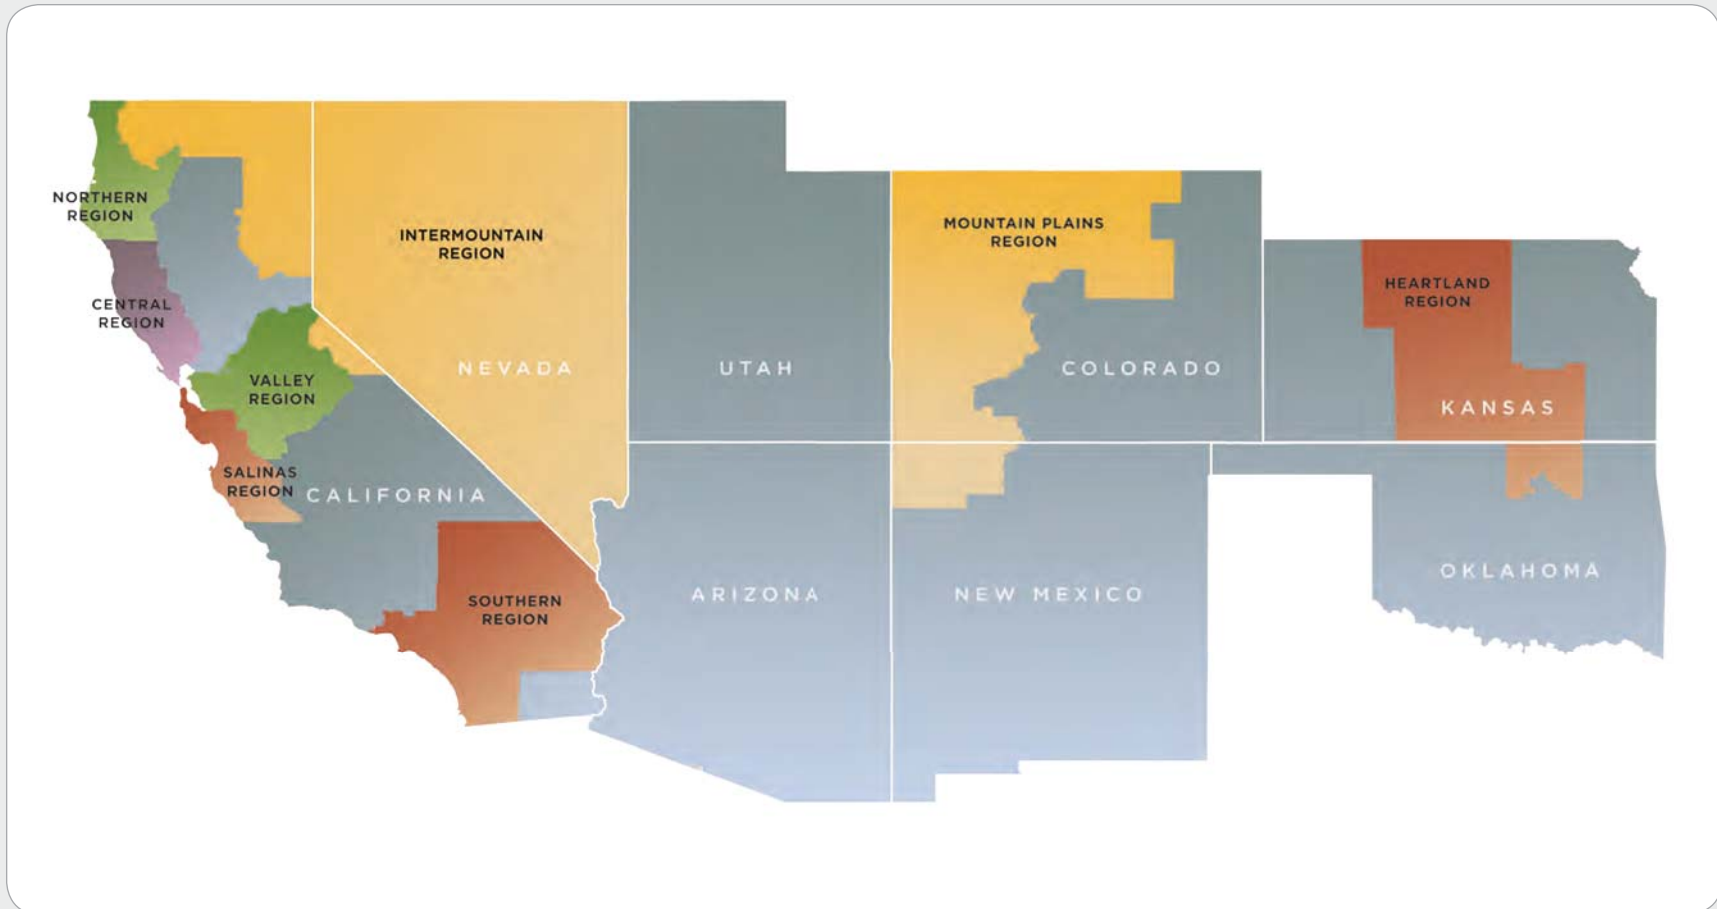 NORTHERN
REGION
CENTRAL
REGION
VALLEY
REGION
SALINAS
REGION
CALIFORNIA
SOUTHERN
REGION
INTERMOUNTAIN
REGION
NEVADA
UTAH
ARIZONA
MOUNTAIN PLAINS
REGION
COLORADO
NEW MEXICO
HEARTLAND
REGION
KANSAS
OKLAHOMA